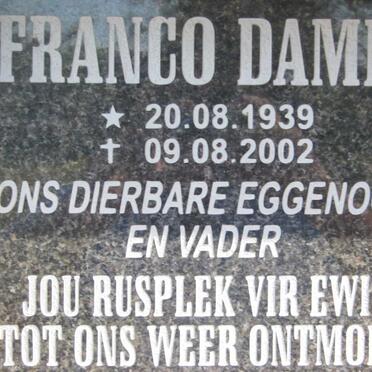 FRANCO DAMI
★ 20.08.1939
† 09.08.2002
ONS DIERBARE EGGENO
EN VADER
JOU RUSPLEK VIR EWI
TOT ONS WEER ONTMO